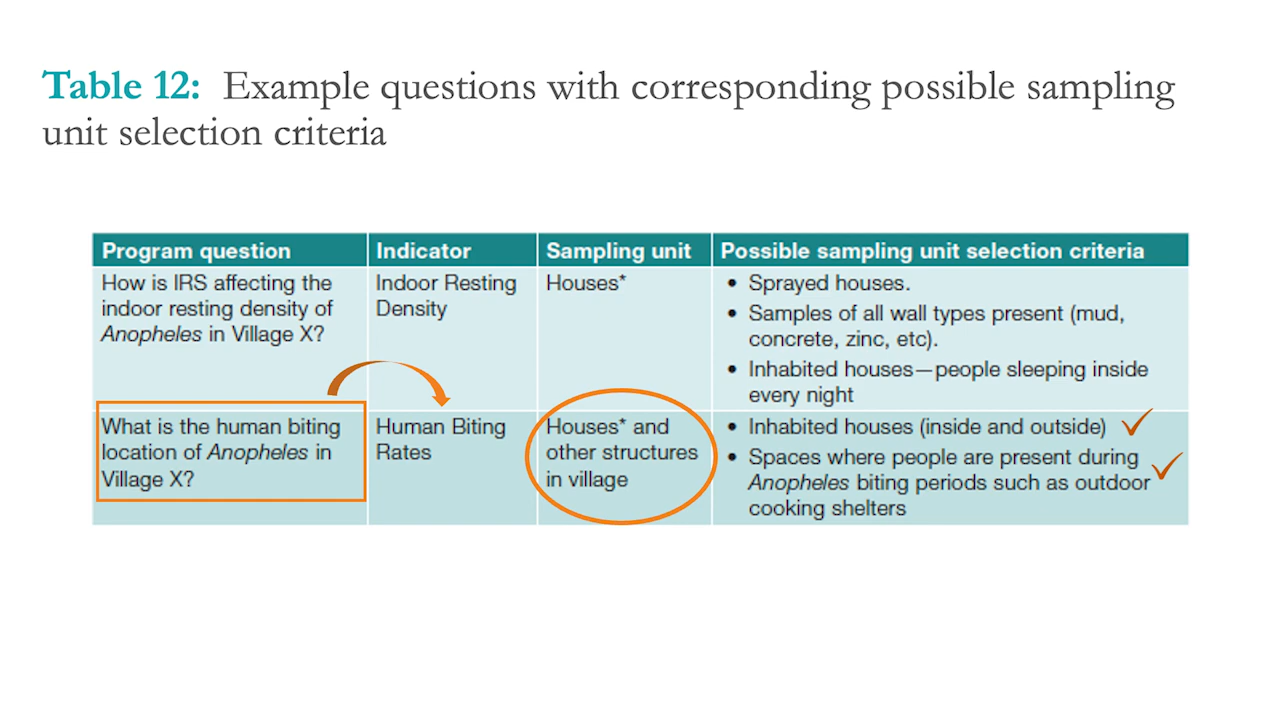 Table 12: Example questions with corresponding possible sampling
unit selection criteria
Program question
Indicator
Sampling unit
Possible sampling unit selection criteria
How is IRS affecting the
indoor resting density of
Anopheles in Village X?
Indoor Resting
Density
Houses*
• Sprayed houses.
• Samples of all wall types present (mud,
concrete, zinc, etc).
• Inhabited houses—people sleeping inside
every night
What is the human biting
location of Anopheles in
Village X?
Human Biting
Rates
Houses* and
other structures
in village
• Inhabited houses (inside and outside)
• Spaces where people are present during
Anopheles biting periods such as outdoor
cooking shelters